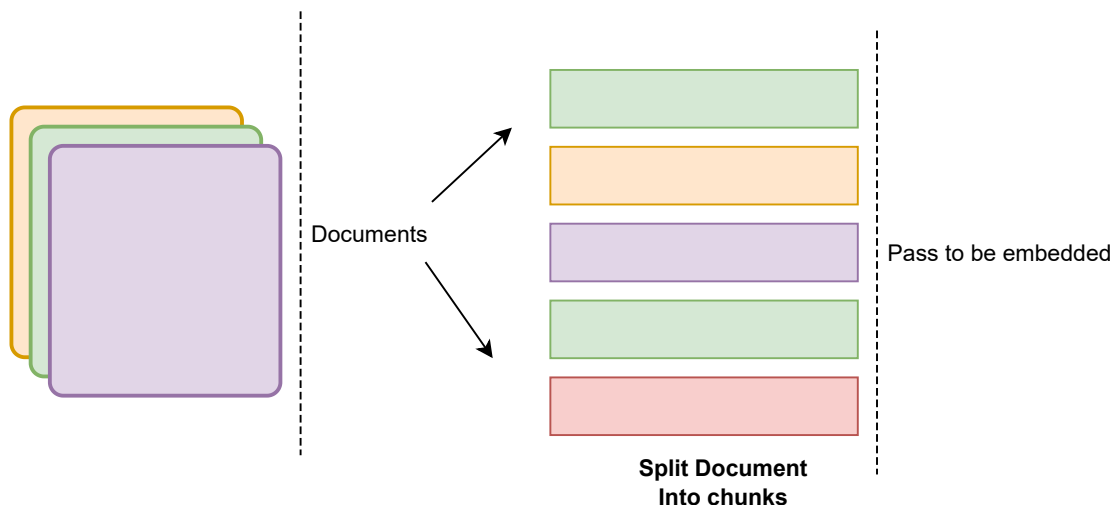 Documents
Pass to be embedded
Split Document
Into chunks